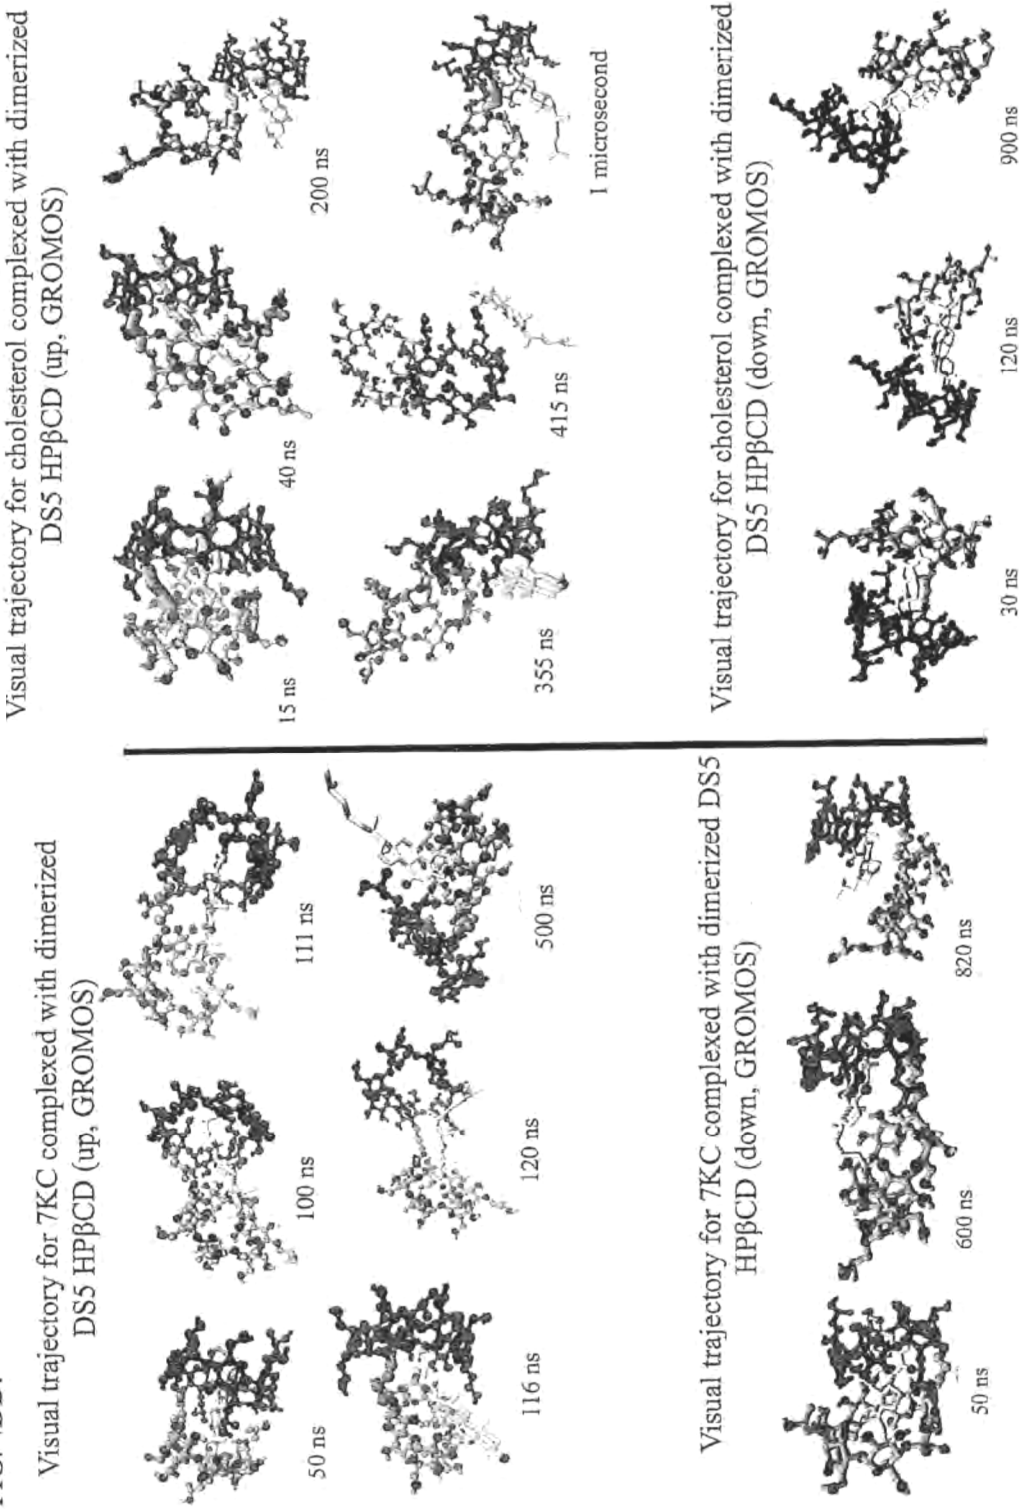 Visual trajectory for 7KC complexed with dimerized
DS5 HPβCD (up, GROMOS)
50 ns
100 ns
111 ns
116 ns
120 ns
500 ns
Visual trajectory for 7KC complexed with dimerized DS5
HPβCD (down, GROMOS)
50 ns
600 ns
820 ns
Visual trajectory for cholesterol complexed with dimerized
DS5 HPβCD (up, GROMOS)
15 ns
40 ns
200 ns
355 ns
415 ns
1 microsecond
Visual trajectory for cholesterol complexed with dimerized
DS5 HPβCD (down, GROMOS)
30 ns
120 ns
900 ns